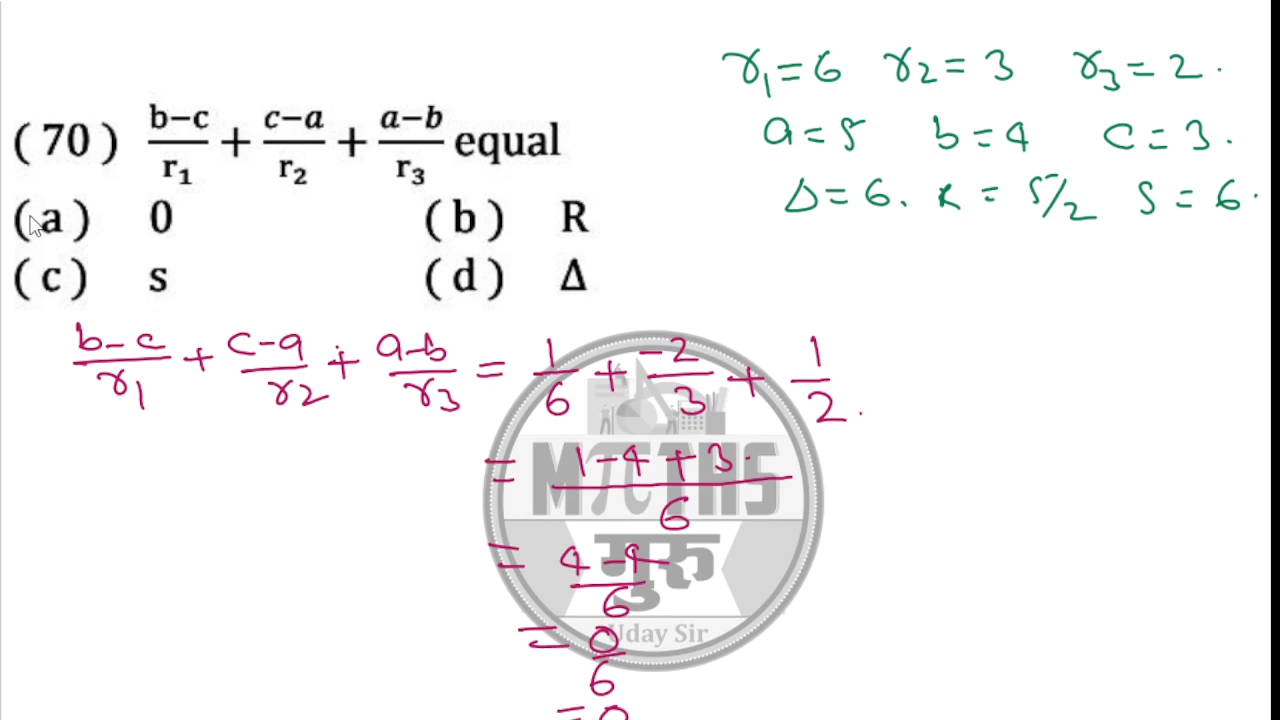 r₁ = 6 r₂ = 3 r₃ = 2.
a = 5 b = 4 c = 3.
Δ = 6. R = 5/2 S = 6.
(70) (b−c)/r₁ + (c−a)/r₂ + (a−b)/r₃ equal
(a) 0 (b) R
(c) s (d) Δ
(b−c)/r₁ + (c−a)/r₂ + (a−b)/r₃ = 1/6 + −2/3 + 1/2.
= (1−4+3.)/6
= (4−4)/6
= 0/6
= 0
MπTHS
गुरु
Uday Sir